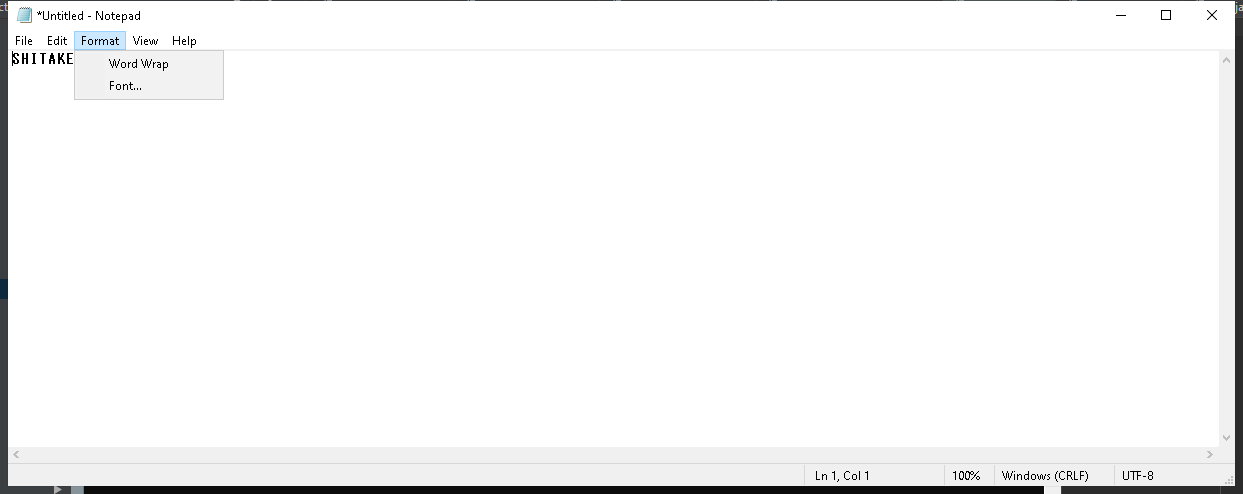 *Untitled - Notepad
File Edit Format View Help
SHITAKE
Word Wrap
Font...
Ln 1, Col 1 100% Windows (CRLF) UTF-8